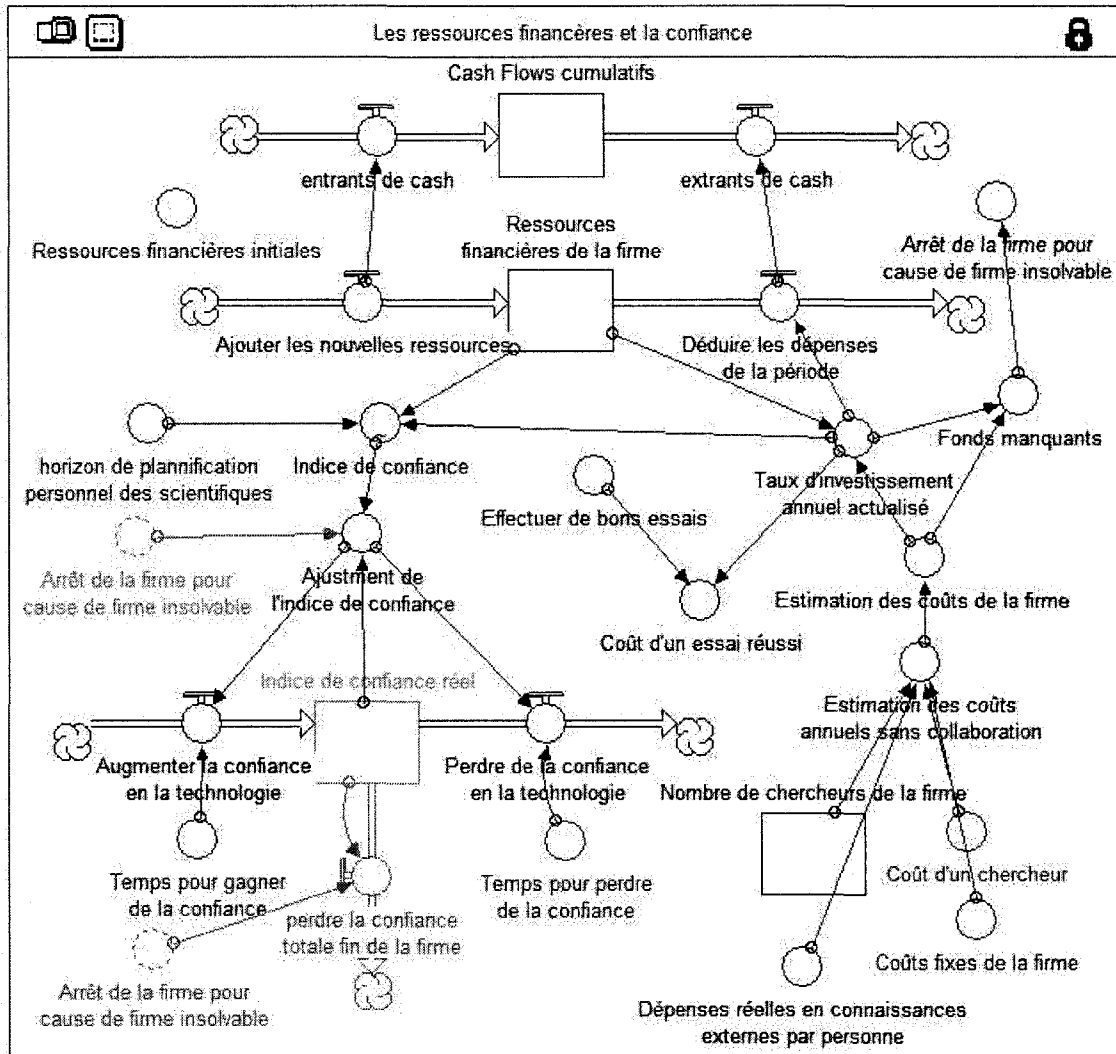 Les ressources financères et la confiance
Cash Flows cumulatifs
entrants de cash
extrants de cash
Ressources financières initiales
Ressources
financières de la firme
Arrêt de la firme pour
cause de firme insolvable
Ajouter les nouvelles ressources
Déduire les dépenses
de la période
horizon de plannification
personnel des scientifiques
Indice de confiance
Fonds manquants
Taux d'investissement
annuel actualisé
Effectuer de bons essais
Arrêt de la firme pour
cause de firme insolvable
Ajustment de
l'indice de confiance
Estimation des coûts de la firme
Coût d'un essai réussi
Indice de confiance réel
Estimation des coûts
annuels sans collaboration
Augmenter la confiance
en la technologie
Perdre de la confiance
en la technologie
Nombre de chercheurs de la firme
Temps pour gagner
de la confiance
perdre la confiance
totale fin de la firme
Temps pour perdre
de la confiance
Coût d'un chercheur
Coûts fixes de la firme
Arrêt de la firme pour
cause de firme insolvable
Dépenses réelles en connaissances
externes par personne